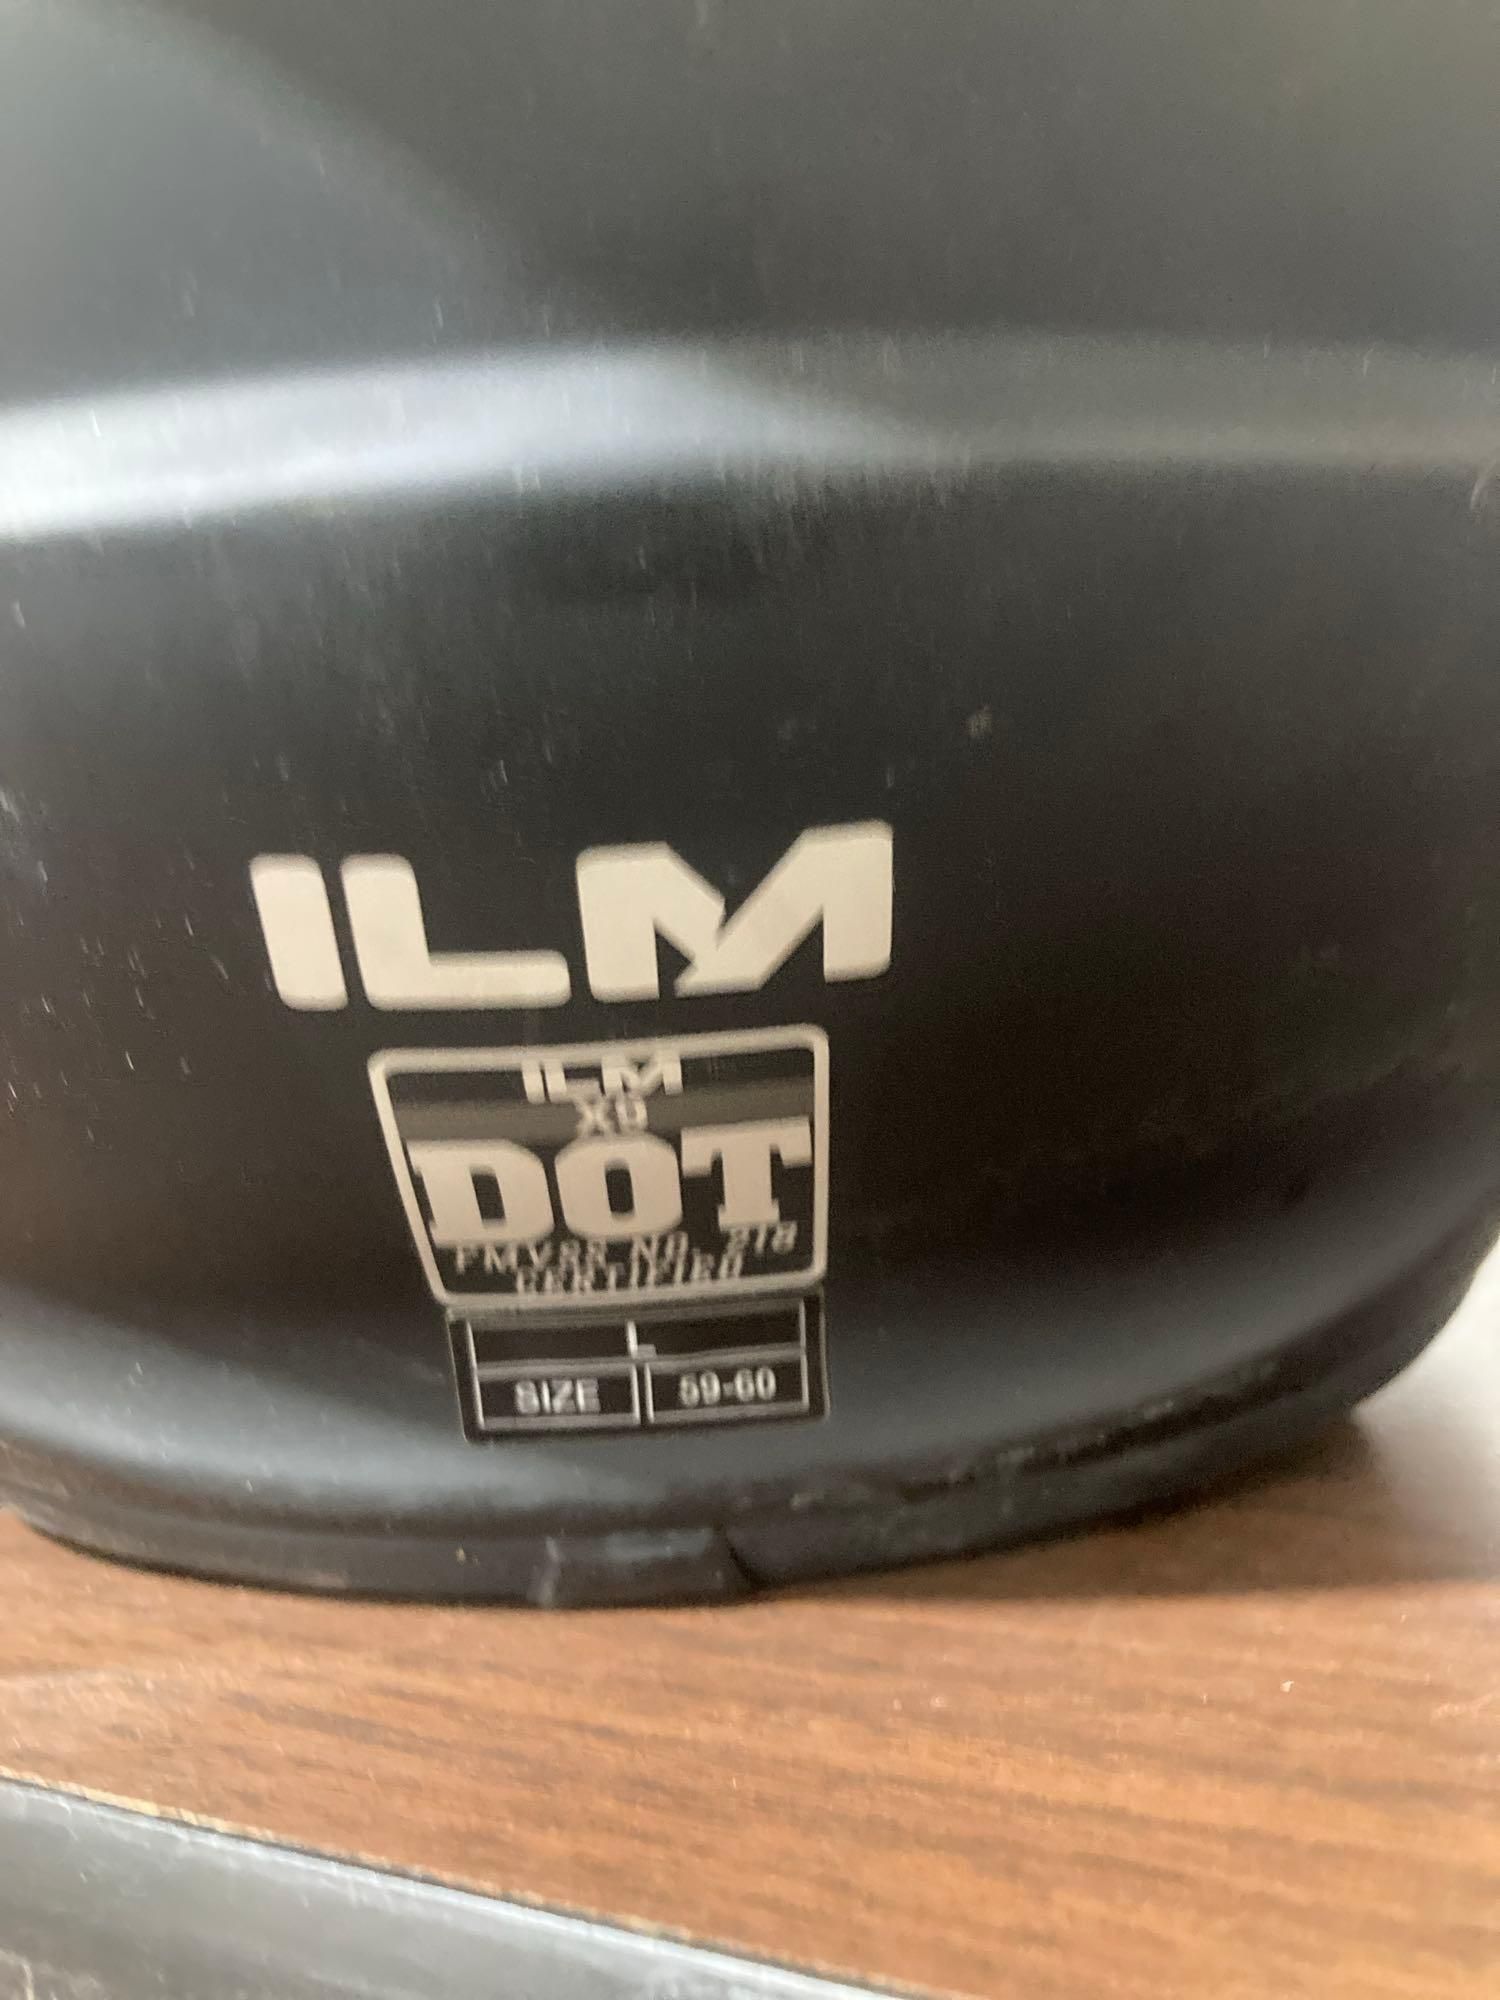 ILM
ILM
DOT
FMVSS NO. 218
CERTIFIED
L
SIZE 59-60